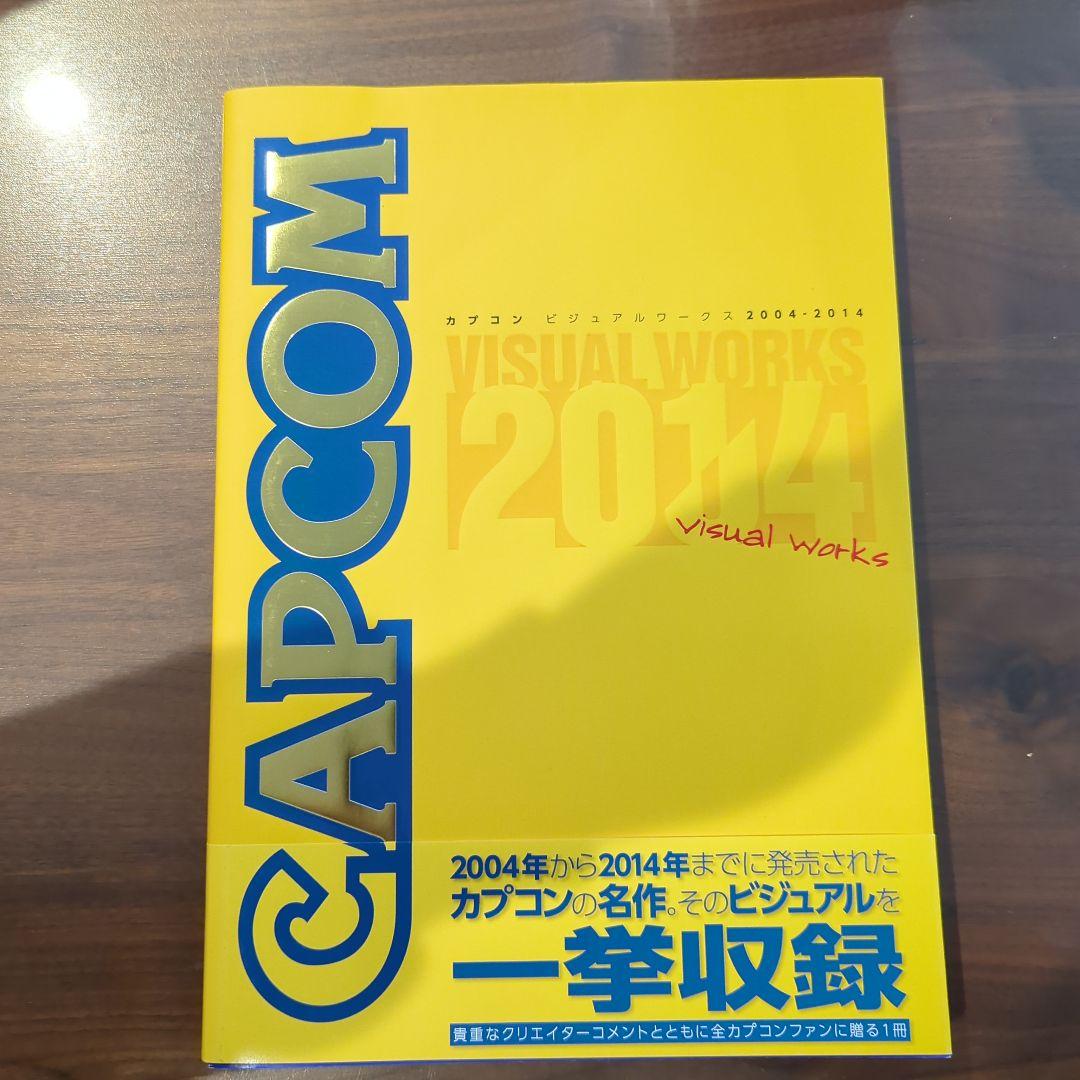 CAPCOM
カプコン ビジュアルワークス 2004-2014
VISUAL WORKS
2014
visual works
2004年から2014年までに発売された
カプコンの名作。そのビジュアルを
一挙収録
貴重なクリエイターコメントとともに全カプコンファンに贈る1冊